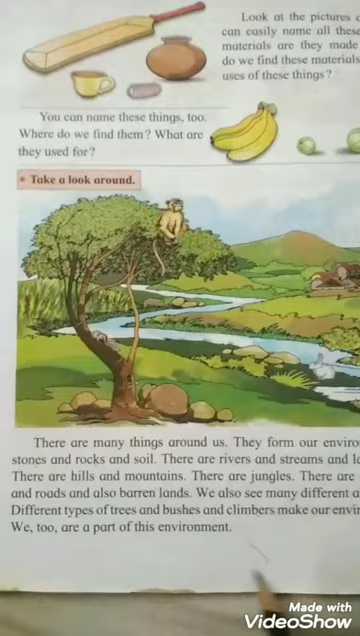 Look at the pictures
can easily name all these
materials are they made
do we find these materials
uses of these things?
You can name these things, too.
Where do we find them? What are
they used for?
Take a look around.
There are many things around us. They form our
stones and rocks and soil. There are rivers and streams and
There are hills and mountains. There are jungles. There are
and roads and also barren lands. We also see many different
Different types of trees and bushes and climbers make our
We, too, are a part of this environment.
Made with
VideoShow